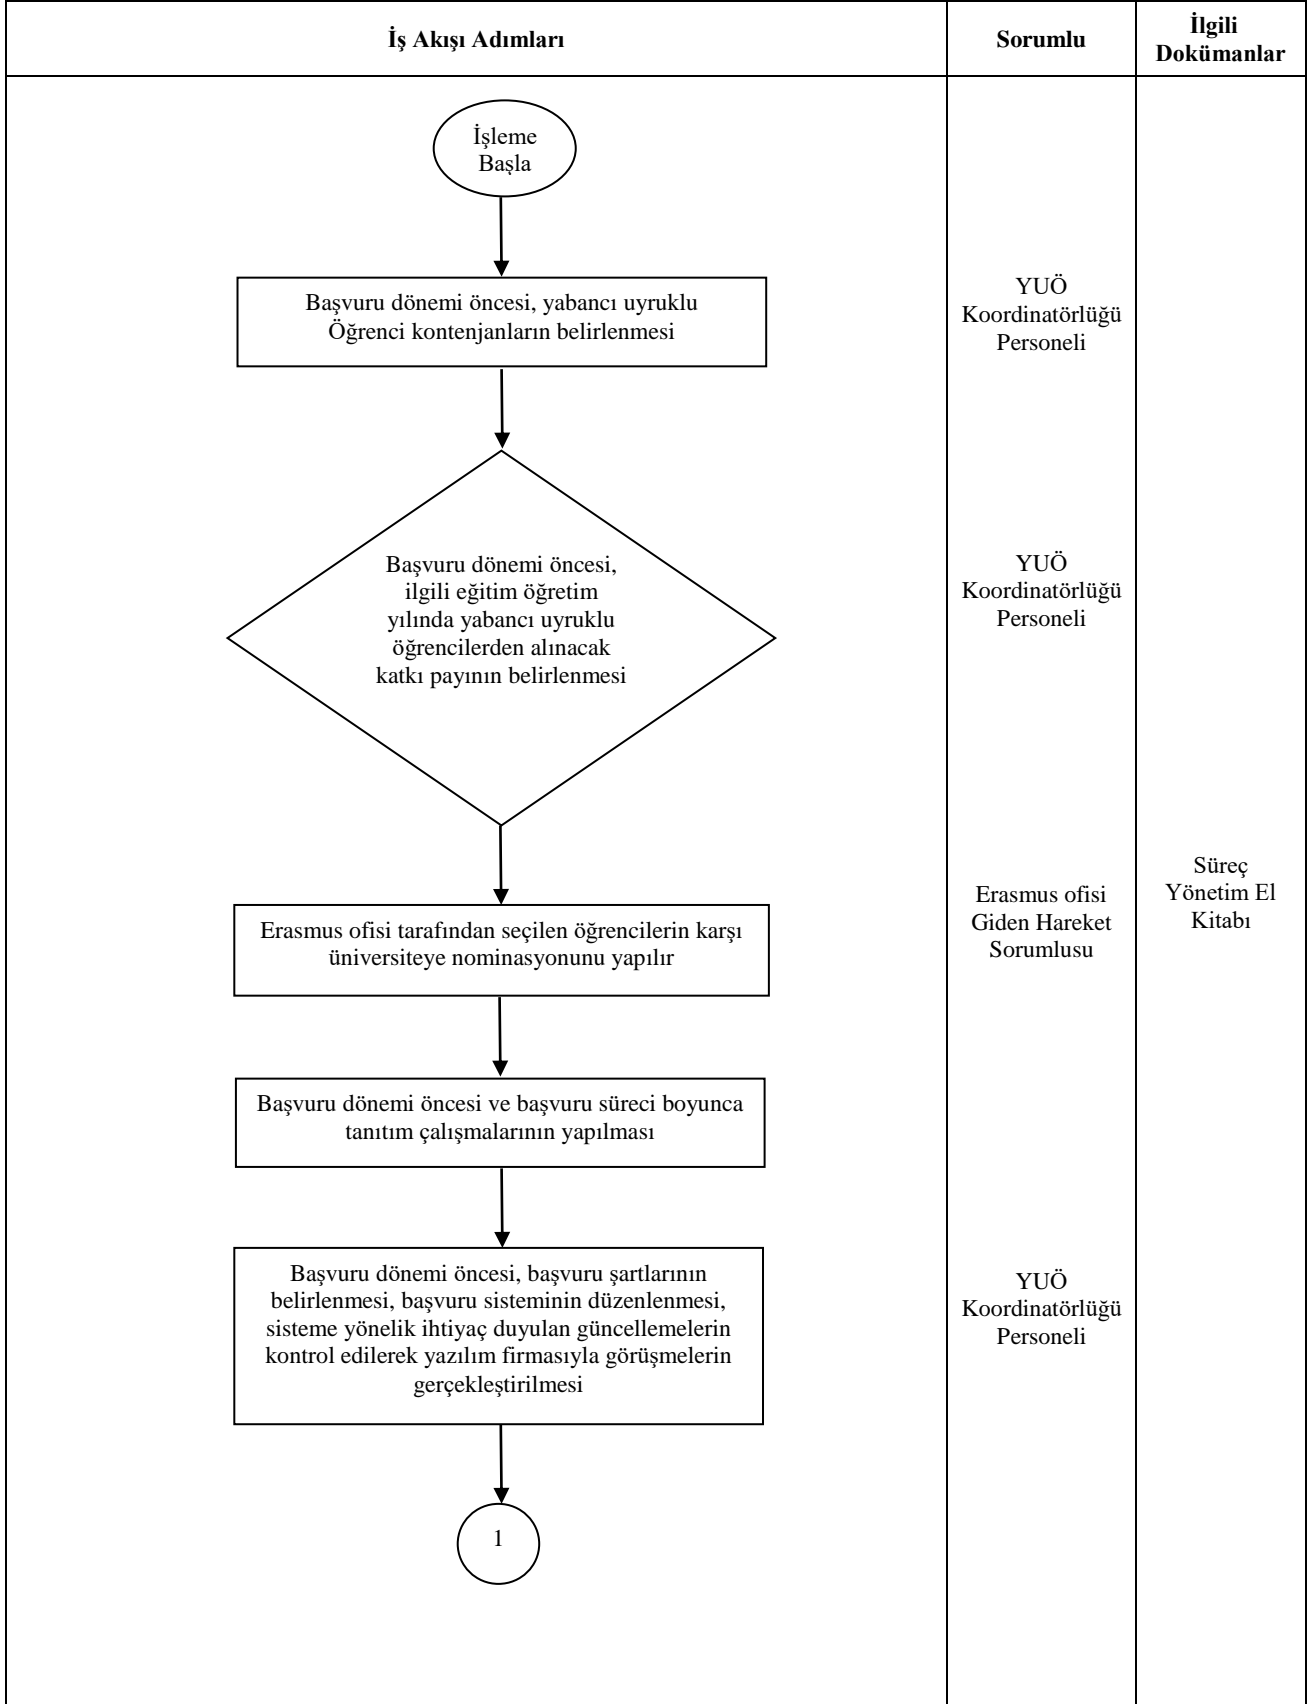 İş Akışı Adımları
Sorumlu
İlgili
Dokümanlar
İşleme
Başla
Başvuru dönemi öncesi, yabancı uyruklu
Öğrenci kontenjanların belirlenmesi
YUÖ
Koordinatörlüğü
Personeli
Başvuru dönemi öncesi,
ilgili eğitim öğretim
yılında yabancı uyruklu
öğrencilerden alınacak
katkı payının belirlenmesi
YUÖ
Koordinatörlüğü
Personeli
Erasmus ofisi tarafından seçilen öğrencilerin karşı
üniversiteye nominasyonunu yapılır
Erasmus ofisi
Giden Hareket
Sorumlusu
Süreç
Yönetim El
Kitabı
Başvuru dönemi öncesi ve başvuru süreci boyunca
tanıtım çalışmalarının yapılması
Başvuru dönemi öncesi, başvuru şartlarının
belirlenmesi, başvuru sisteminin düzenlenmesi,
sisteme yönelik ihtiyaç duyulan güncellemelerin
kontrol edilerek yazılım firmasıyla görüşmelerin
gerçekleştirilmesi
YUÖ
Koordinatörlüğü
Personeli
1